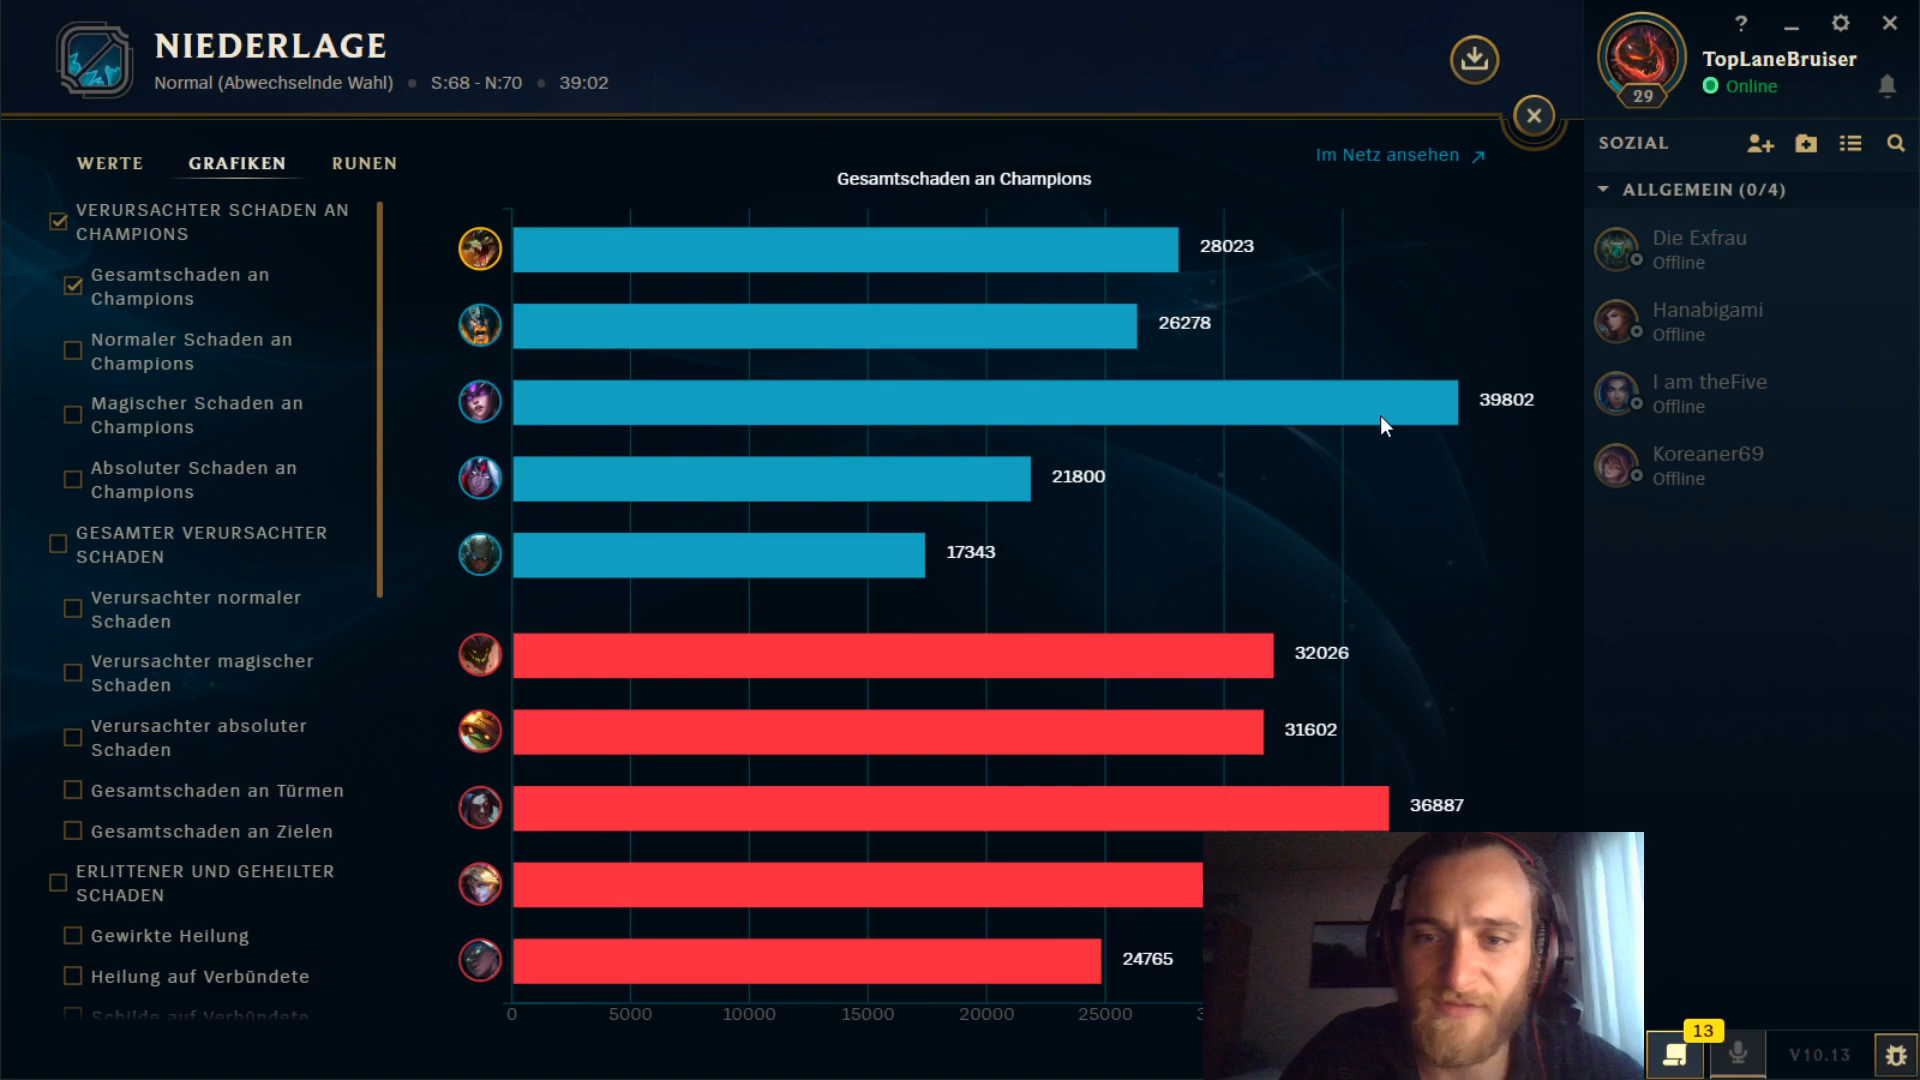 NIEDERLAGE
Normal (Abwechselnde Wahl) • S:68 - N:70 • 39:02
?
TopLaneBruiser
Online
29
SOZIAL
ALLGEMEIN (0/4)
Die Exfrau
Offline
Hanabigami
Offline
I am theFive
Offline
Koreaner69
Offline
WERTE
GRAFIKEN
RUNEN
Im Netz ansehen
VERURSACHTER SCHADEN AN
CHAMPIONS
Gesamtschaden an
Champions
Normaler Schaden an
Champions
Magischer Schaden an
Champions
Absoluter Schaden an
Champions
GESAMTER VERURSACHTER
SCHADEN
Verursachter normaler
Schaden
Verursachter magischer
Schaden
Verursachter absoluter
Schaden
Gesamtschaden an Türmen
Gesamtschaden an Zielen
ERLITTENER UND GEHEILTER
SCHADEN
Gewirkte Heilung
Heilung auf Verbündete
Schilde auf Verbündete
Gesamtschaden an Champions
28023
26278
39802
21800
17343
32026
31602
36887
24765
0 5000 10000 15000 20000 25000
13
V10.13